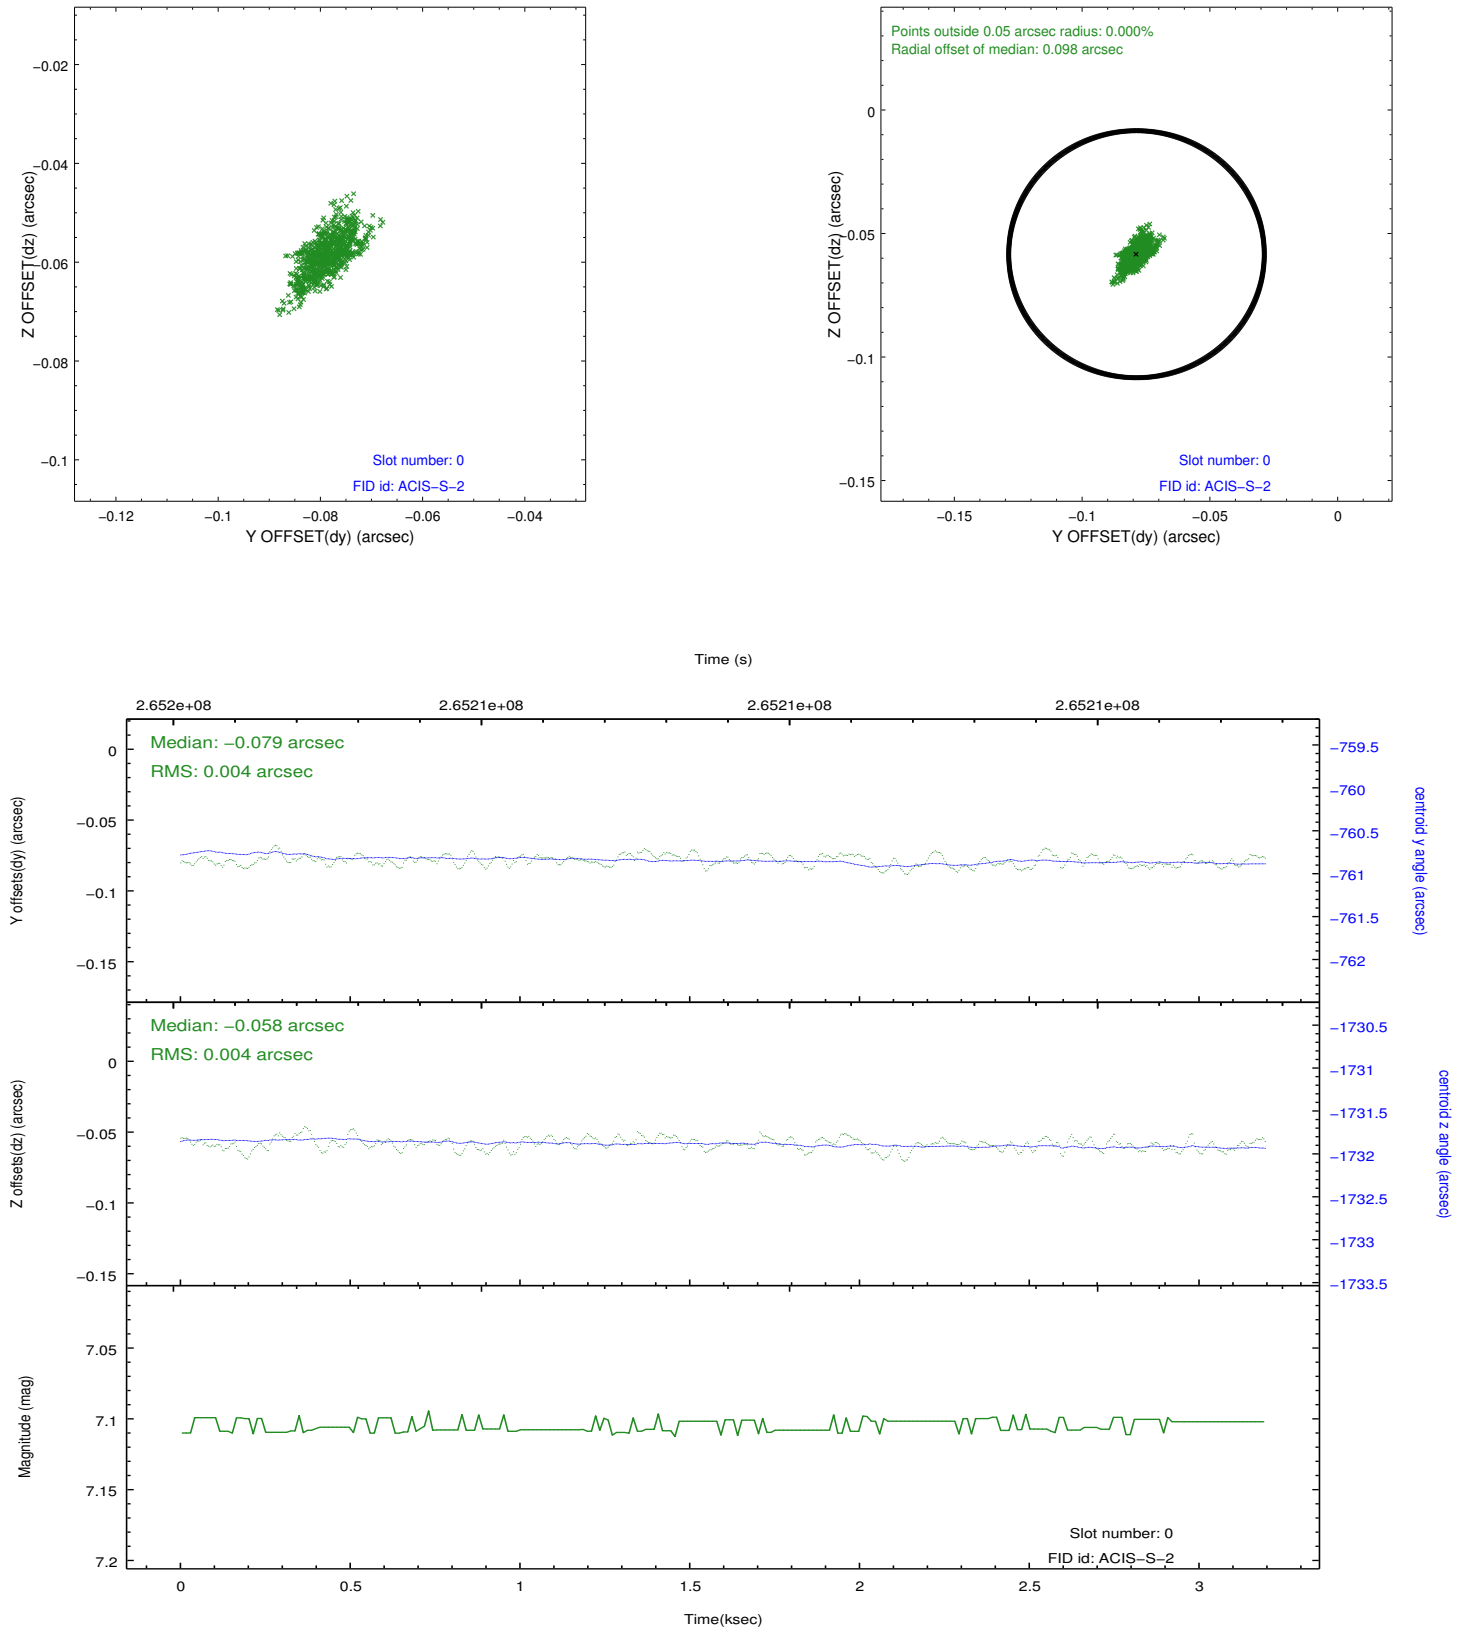 −0.02
−0.04
−0.06
−0.08
−0.1
Z OFFSET(dz) (arcsec)
Slot number: 0
FID id: ACIS−S−2
−0.12 −0.1 −0.08 −0.06 −0.04
Y OFFSET(dy) (arcsec)
Points outside 0.05 arcsec radius: 0.000%
Radial offset of median: 0.098 arcsec
0
−0.05
−0.1
−0.15
Z OFFSET(dz) (arcsec)
Slot number: 0
FID id: ACIS−S−2
−0.15 −0.1 −0.05 0
Y OFFSET(dy) (arcsec)
Time (s)
2.652e+08 2.6521e+08 2.6521e+08 2.6521e+08
Median: −0.079 arcsec
RMS: 0.004 arcsec
0
−0.05
−0.1
−0.15
Y offsets(dy) (arcsec)
−759.5
−760
−760.5
−761
−761.5
−762
centroid y angle (arcsec)
Median: −0.058 arcsec
RMS: 0.004 arcsec
0
−0.05
−0.1
−0.15
Z offsets(dz) (arcsec)
−1730.5
−1731
−1731.5
−1732
−1732.5
−1733
−1733.5
centroid z angle (arcsec)
7.05
7.1
7.15
7.2
Magnitude (mag)
Slot number: 0
FID id: ACIS−S−2
0 0.5 1 1.5 2 2.5 3
Time(ksec)